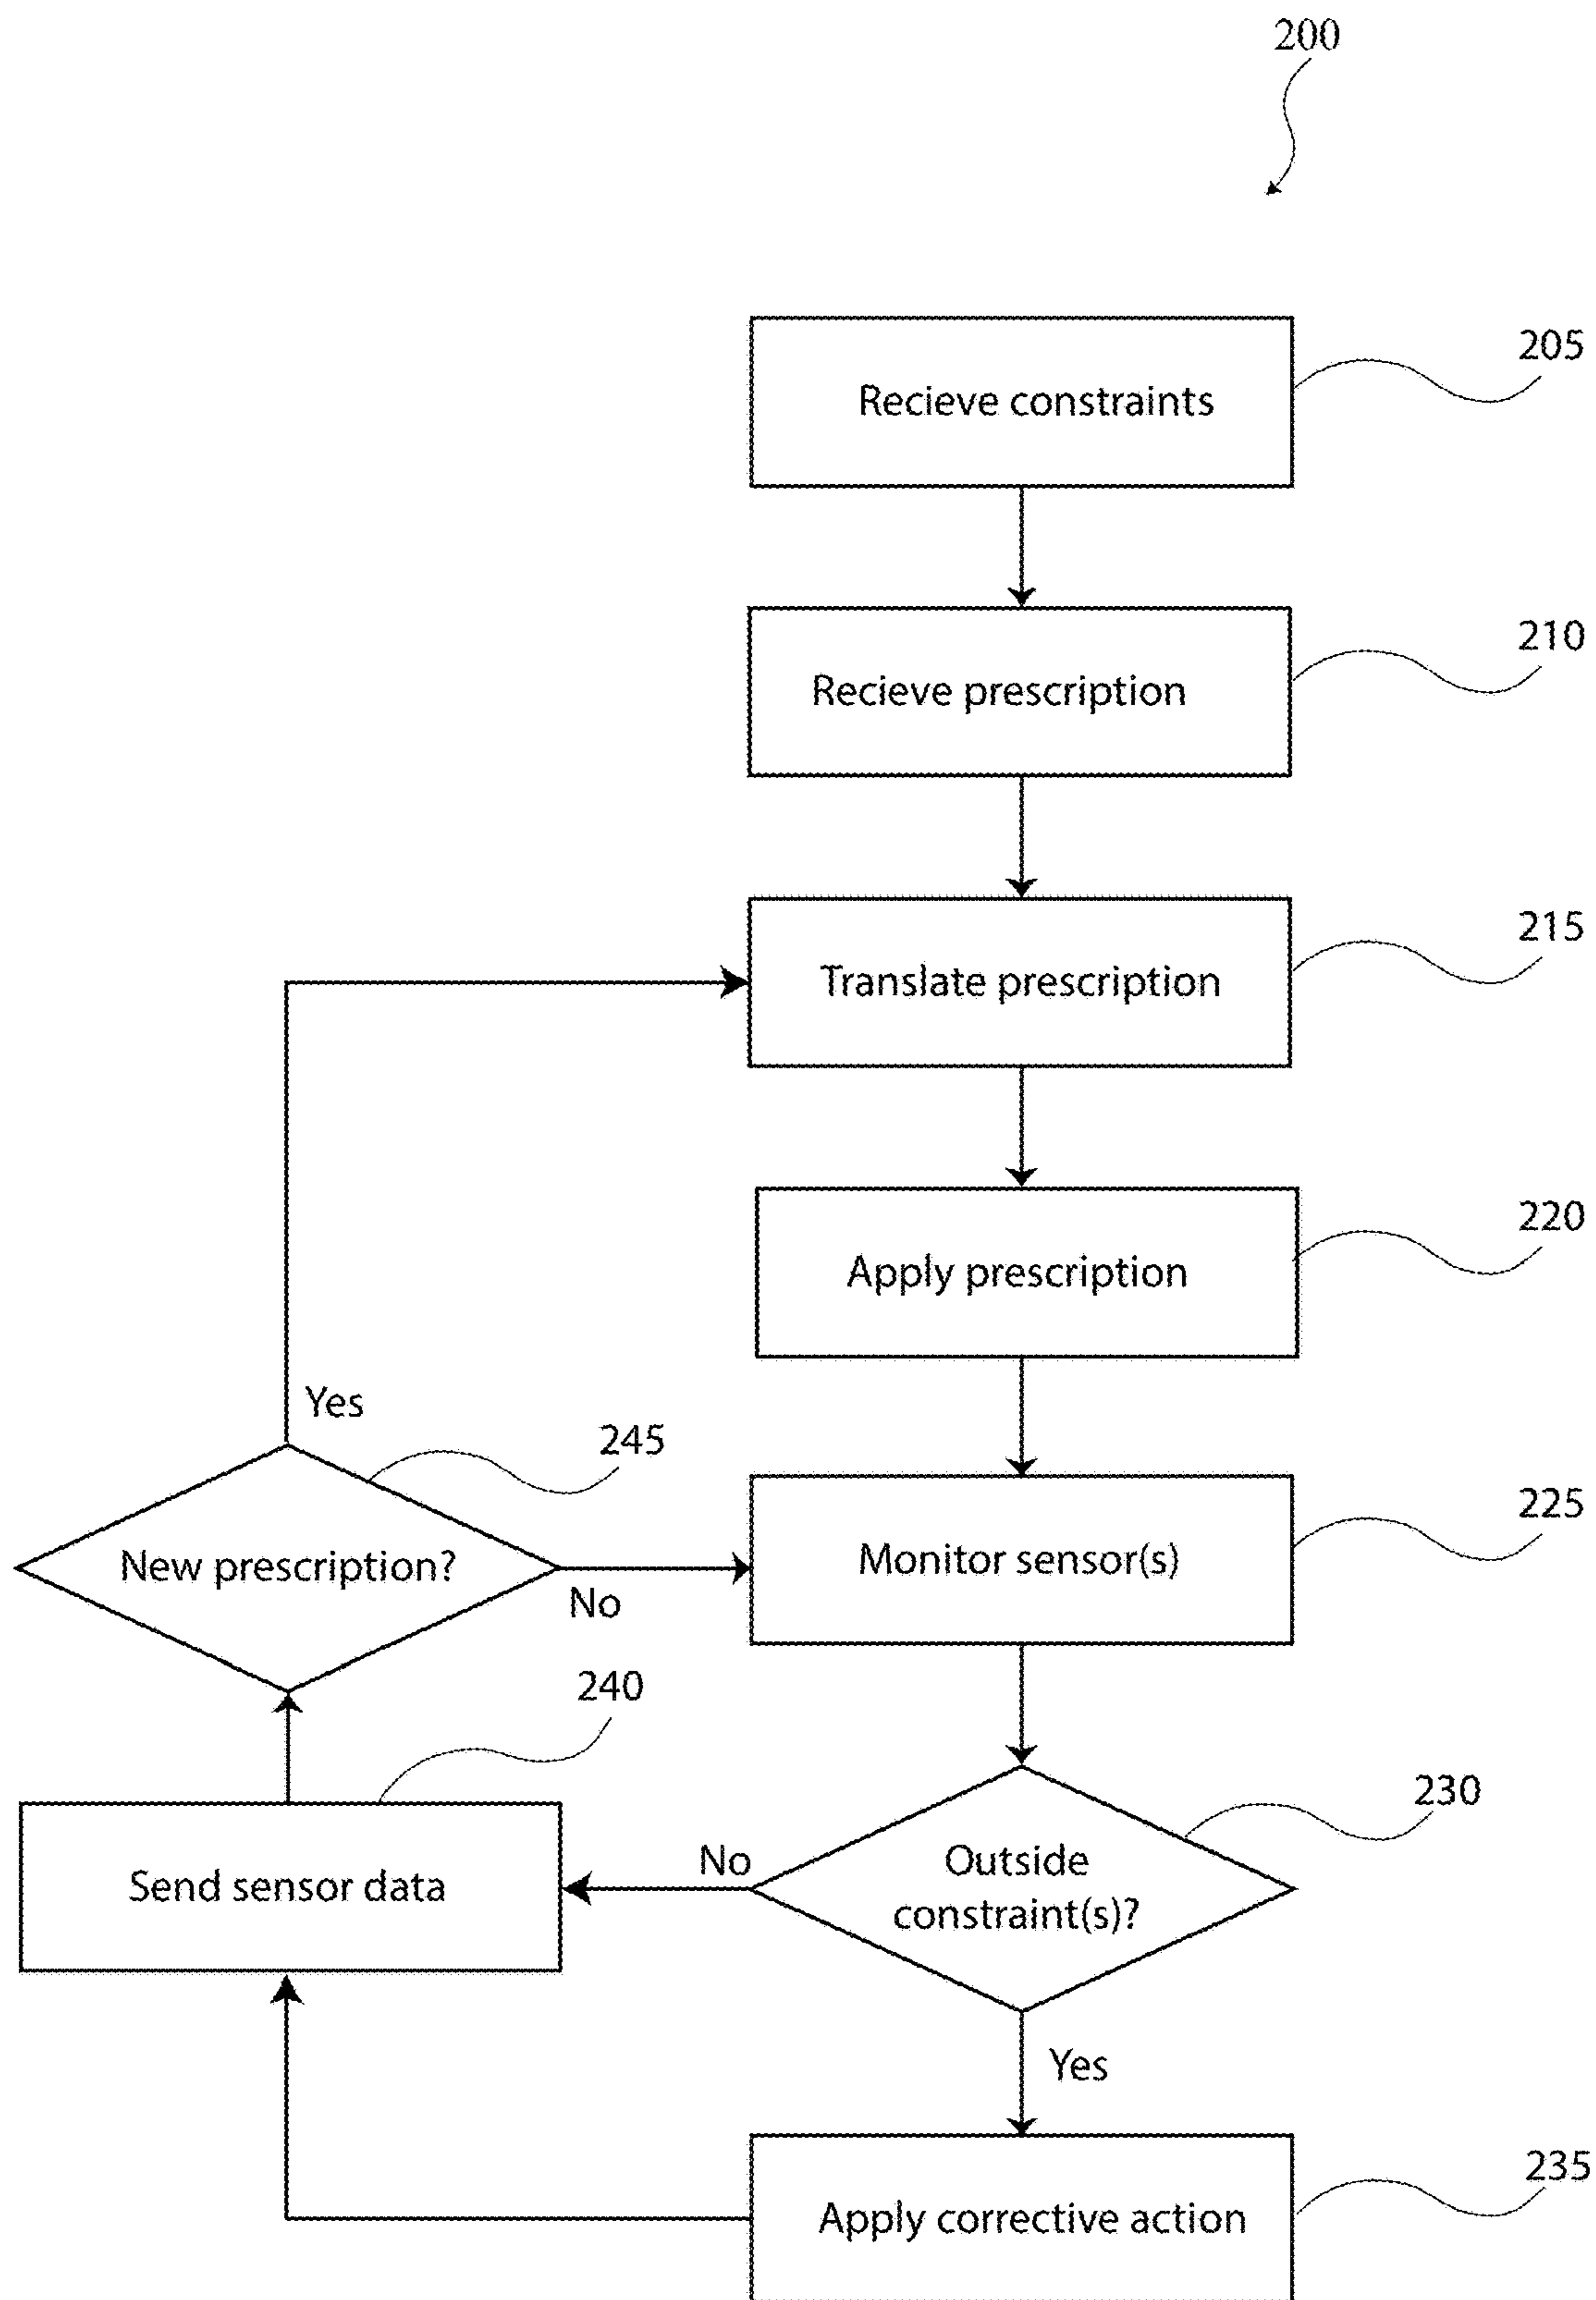 200
Recieve constraints
205
Recieve prescription
210
Translate prescription
215
Apply prescription
220
Yes
245
New prescription?
No
Monitor sensor(s)
225
240
230
Send sensor data
No
Outside
constraint(s)?
Yes
Apply corrective action
235